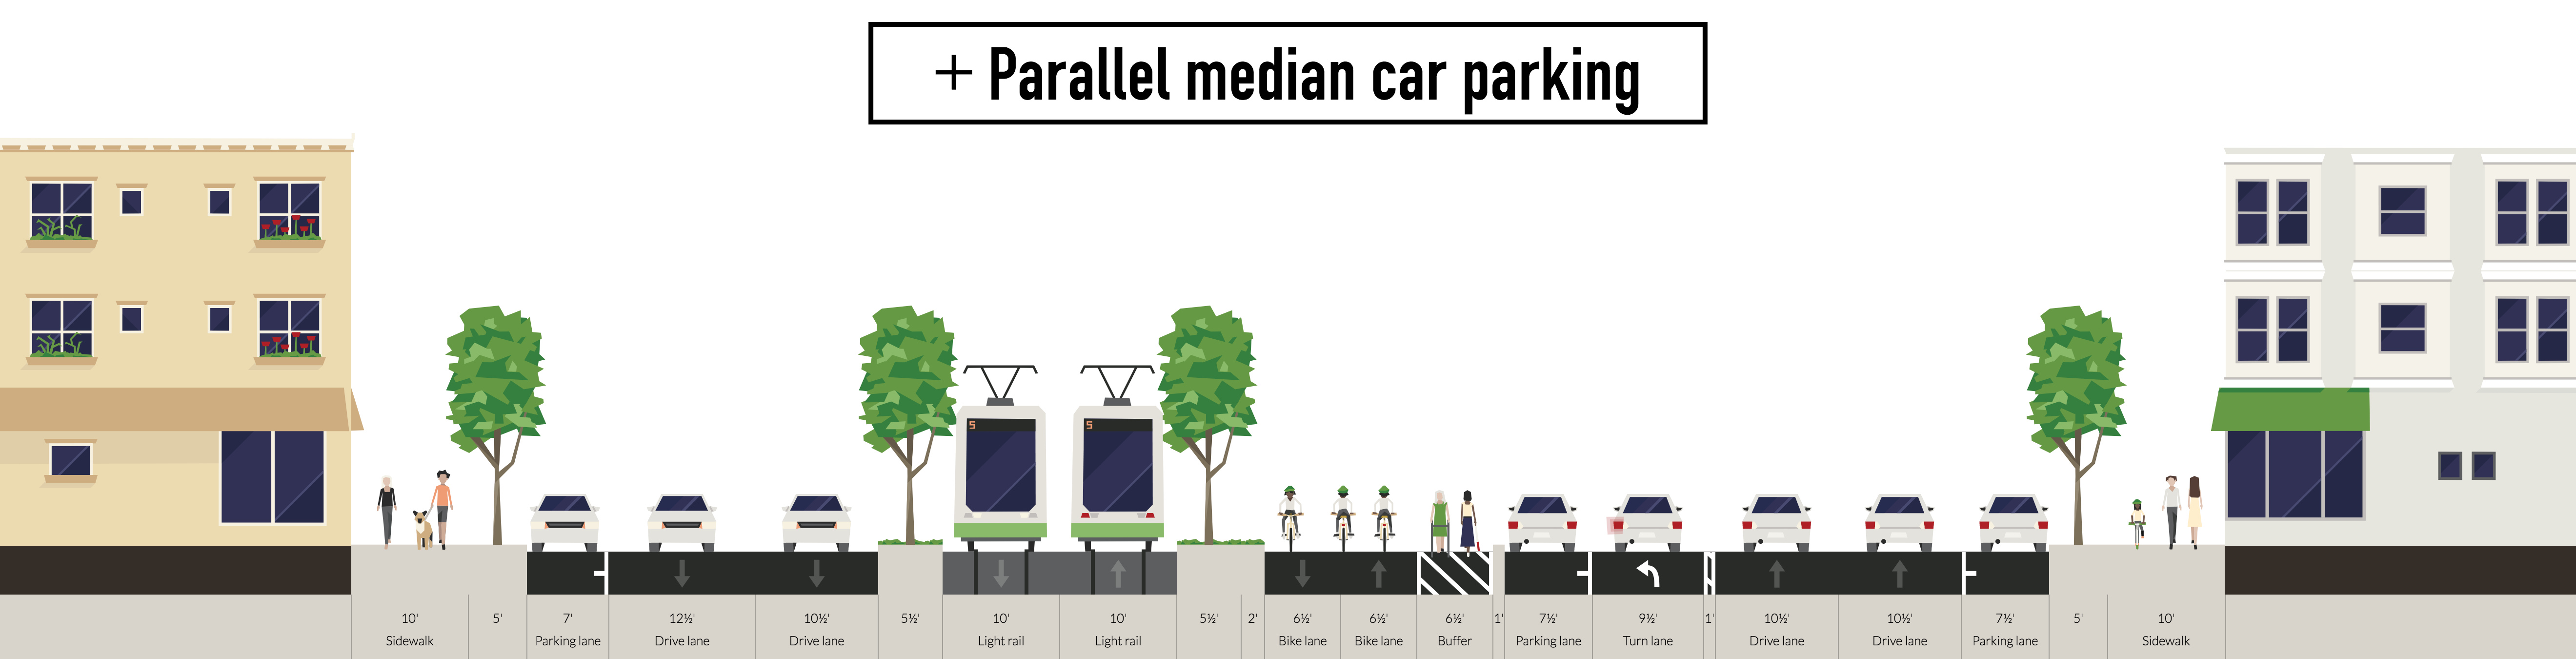 + Parallel median car parking
5 5
10' 5' 7' 12½' 10½' 5½' 10' 10' 5½' 2' 6½' 6½' 6½' 1' 7½' 9½' 1' 10½' 10½' 7½' 5' 10'
Sidewalk Parking lane Drive lane Drive lane Light rail Light rail Bike lane Bike lane Buffer Parking lane Turn lane Drive lane Drive lane Parking lane Sidewalk